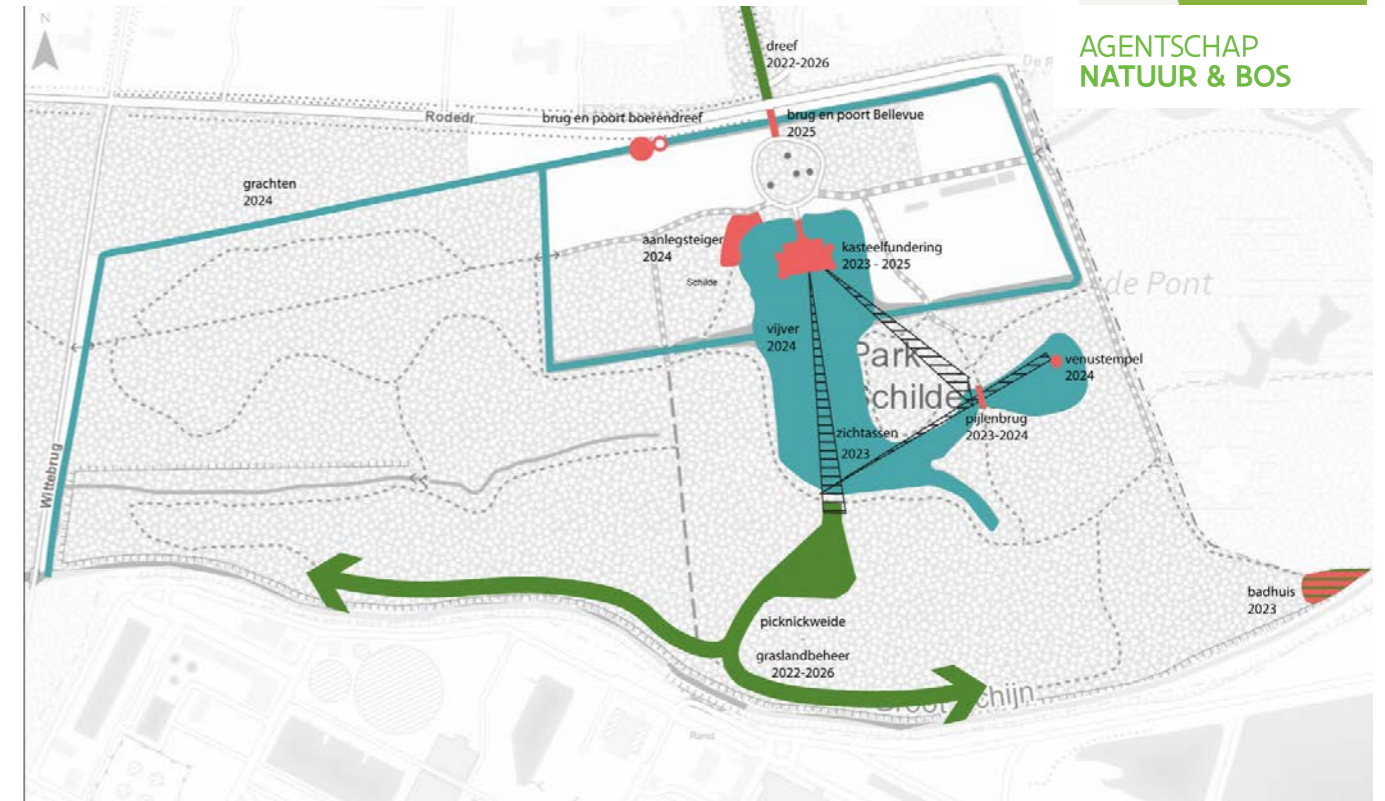 AGENTSCHAP
NATUUR & BOS
N
dreef
2022-2026
Rodedr.
brug en poort boerendreef
brug en poort Bellevue
2025
grachten
2024
aanlegsteiger
2024
kasteelfundering
2023 - 2025
Schilde
de Pont
vijver
2024
Park
Schilde
venustempel
2024
pijlenbrug
2023-2024
zichtassen
2023
Wittebrug
badhuis
2023
picknickweide
-
graslandbeheer
2022-2026
Groot Schijn
Ranst